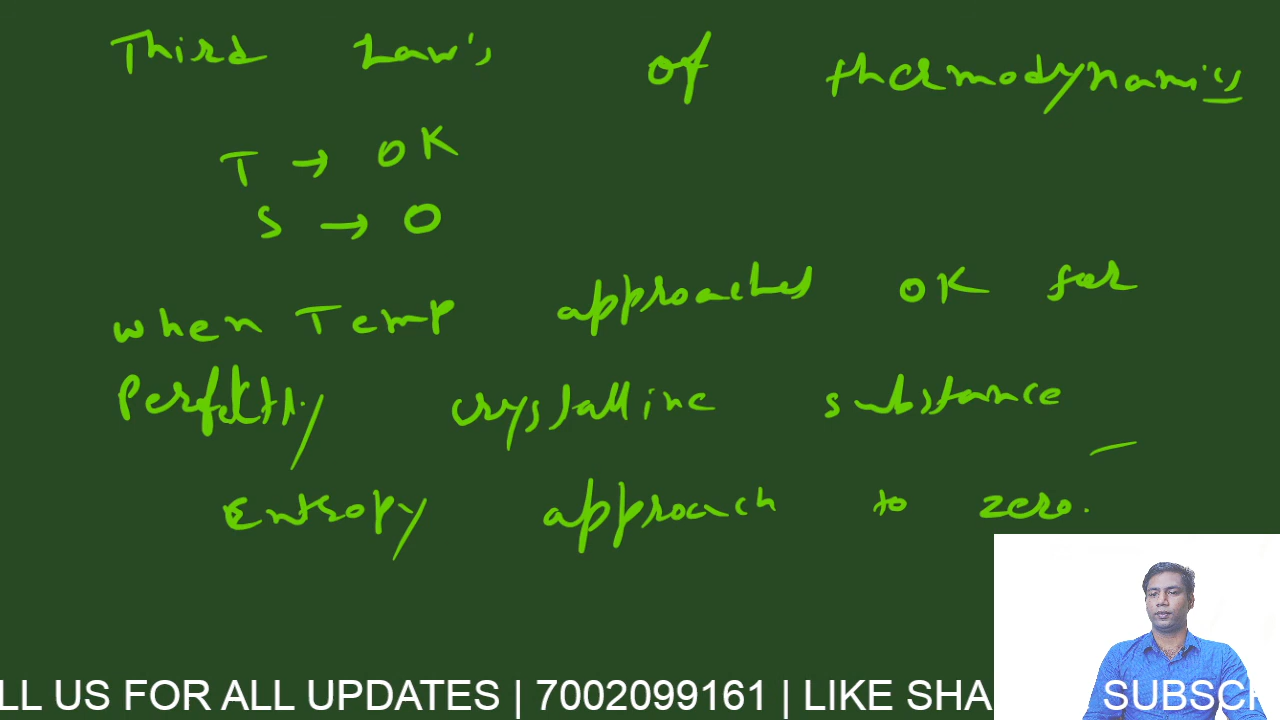 Third Law's of thermodynamics
T → 0K
S → 0
when Temp approaches 0K for
Perfectly crystalline substance
Entropy approach to zero.
LL US FOR ALL UPDATES | 7002099161 | LIKE SHA SUBSCR